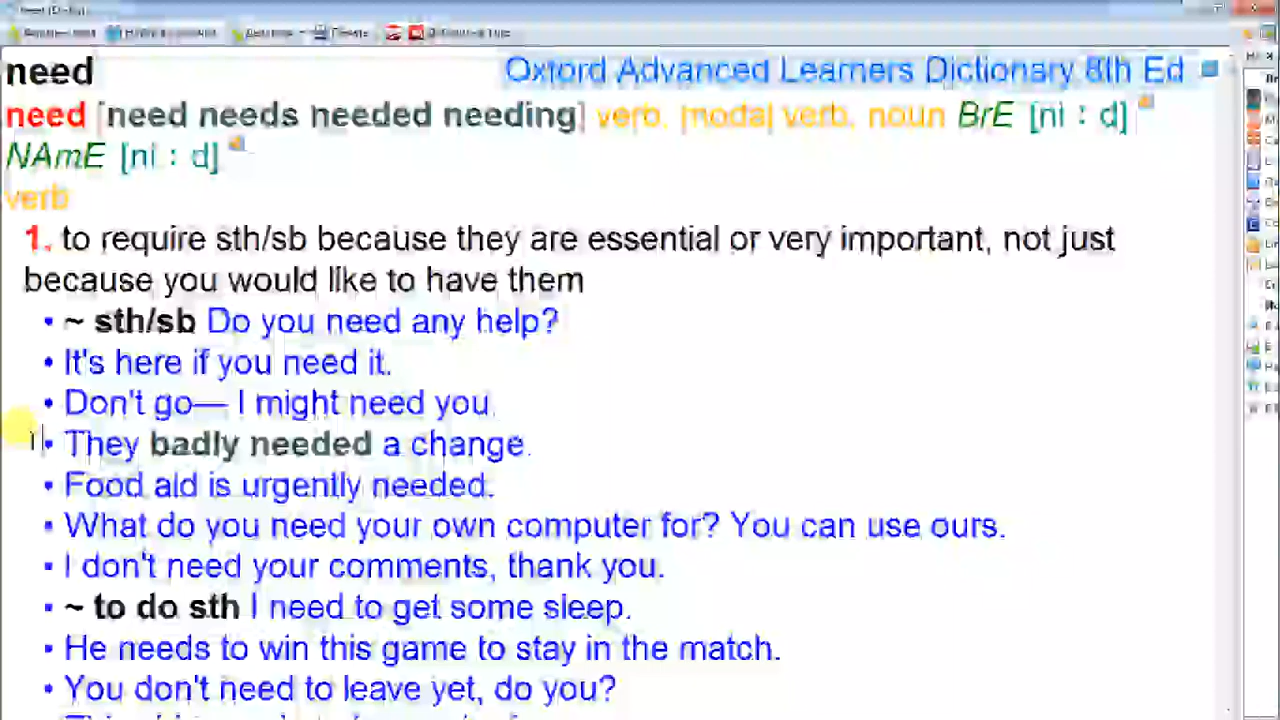 need
Oxford Advanced Learners Dictionary 8th Ed
need [need needs needed needing] verb, modal verb, noun BrE [ni ː d]
NAmE [ni ː d]
verb
1. to require sth/sb because they are essential or very important, not just
because you would like to have them
• ~ sth/sb Do you need any help?
• It's here if you need it.
• Don't go— I might need you.
• They badly needed a change.
• Food aid is urgently needed.
• What do you need your own computer for? You can use ours.
• I don't need your comments, thank you.
• ~ to do sth I need to get some sleep.
• He needs to win this game to stay in the match.
• You don't need to leave yet, do you?